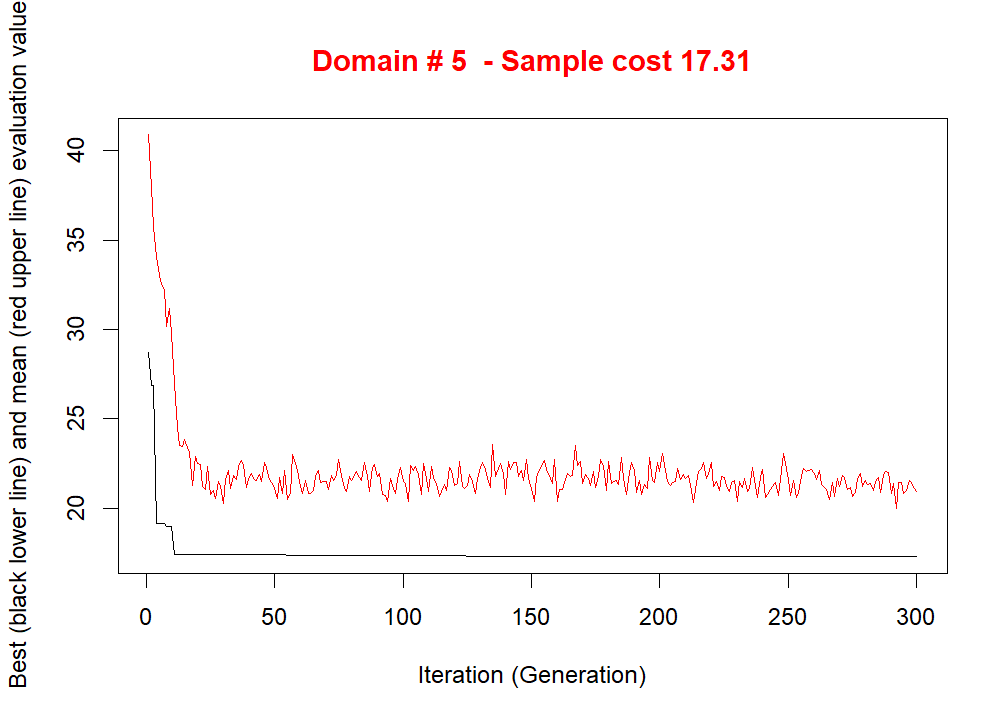 Domain # 5  - Sample cost 17.31
Best (black lower line) and mean (red upper line) evaluation value
40
35
30
25
20
0 50 100 150 200 250 300
Iteration (Generation)